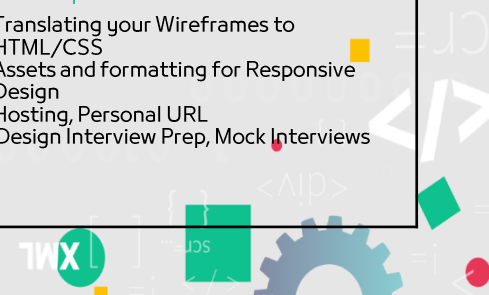 Translating your Wireframes to
HTML/CSS
Assets and formatting for Responsive
Design
Hosting, Personal URL
Design Interview Prep, Mock Interviews
</>
XML